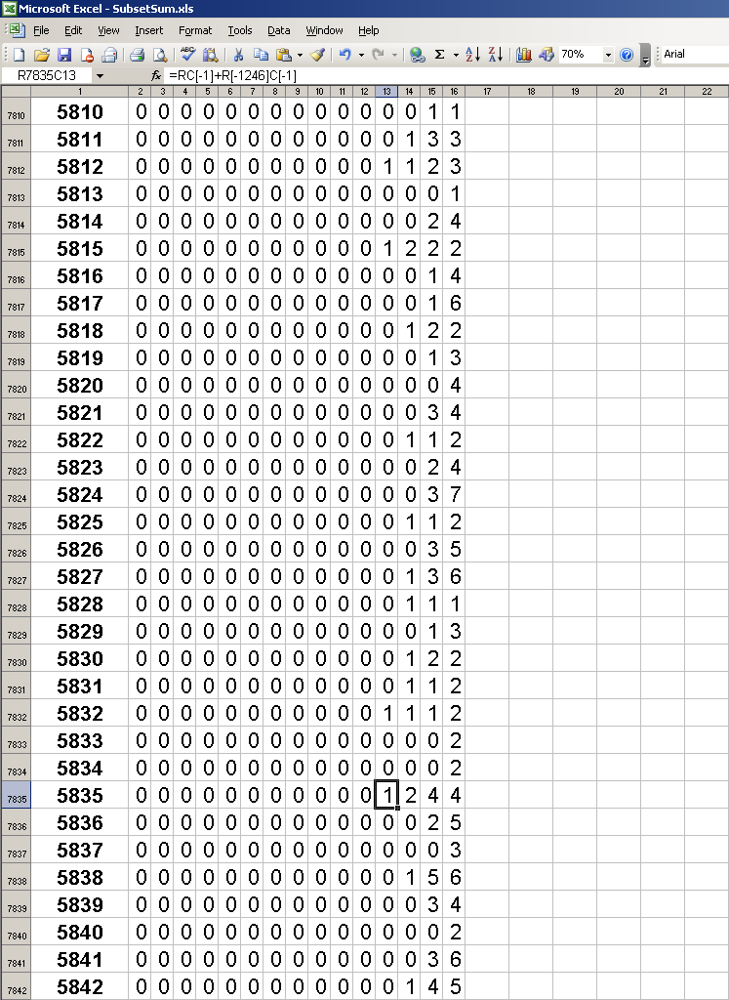 Microsoft Excel - SubsetSum.xls
File Edit View Insert Format Tools Data Window Help
ABC Σ A Z Z A 70% ? Arial
R7835C13 fx =RC[-1]+R[-1246]C[-1]
1 2 3 4 5 6 7 8 9 10 11 12 13 14 15 16 17 18 19 20 21 22
7810 5810 0 0 0 0 0 0 0 0 0 0 0 0 0 1 1
7811 5811 0 0 0 0 0 0 0 0 0 0 0 0 1 3 3
7812 5812 0 0 0 0 0 0 0 0 0 0 0 1 1 2 3
7813 5813 0 0 0 0 0 0 0 0 0 0 0 0 0 0 1
7814 5814 0 0 0 0 0 0 0 0 0 0 0 0 0 2 4
7815 5815 0 0 0 0 0 0 0 0 0 0 0 1 2 2 2
7816 5816 0 0 0 0 0 0 0 0 0 0 0 0 0 1 4
7817 5817 0 0 0 0 0 0 0 0 0 0 0 0 0 1 6
7818 5818 0 0 0 0 0 0 0 0 0 0 0 0 1 2 2
7819 5819 0 0 0 0 0 0 0 0 0 0 0 0 0 1 3
7820 5820 0 0 0 0 0 0 0 0 0 0 0 0 0 0 4
7821 5821 0 0 0 0 0 0 0 0 0 0 0 0 0 3 4
7822 5822 0 0 0 0 0 0 0 0 0 0 0 0 1 1 2
7823 5823 0 0 0 0 0 0 0 0 0 0 0 0 0 2 4
7824 5824 0 0 0 0 0 0 0 0 0 0 0 0 0 3 7
7825 5825 0 0 0 0 0 0 0 0 0 0 0 0 1 1 2
7826 5826 0 0 0 0 0 0 0 0 0 0 0 0 0 3 5
7827 5827 0 0 0 0 0 0 0 0 0 0 0 0 1 3 6
7828 5828 0 0 0 0 0 0 0 0 0 0 0 0 1 1 1
7829 5829 0 0 0 0 0 0 0 0 0 0 0 0 0 1 3
7830 5830 0 0 0 0 0 0 0 0 0 0 0 0 1 2 2
7831 5831 0 0 0 0 0 0 0 0 0 0 0 0 1 1 2
7832 5832 0 0 0 0 0 0 0 0 0 0 0 1 1 1 2
7833 5833 0 0 0 0 0 0 0 0 0 0 0 0 0 0 2
7834 5834 0 0 0 0 0 0 0 0 0 0 0 0 0 0 2
7835 5835 0 0 0 0 0 0 0 0 0 0 0 1 2 4 4
7836 5836 0 0 0 0 0 0 0 0 0 0 0 0 0 2 5
7837 5837 0 0 0 0 0 0 0 0 0 0 0 0 0 0 3
7838 5838 0 0 0 0 0 0 0 0 0 0 0 0 1 5 6
7839 5839 0 0 0 0 0 0 0 0 0 0 0 0 0 3 4
7840 5840 0 0 0 0 0 0 0 0 0 0 0 0 0 0 2
7841 5841 0 0 0 0 0 0 0 0 0 0 0 0 0 3 6
7842 5842 0 0 0 0 0 0 0 0 0 0 0 0 1 4 5